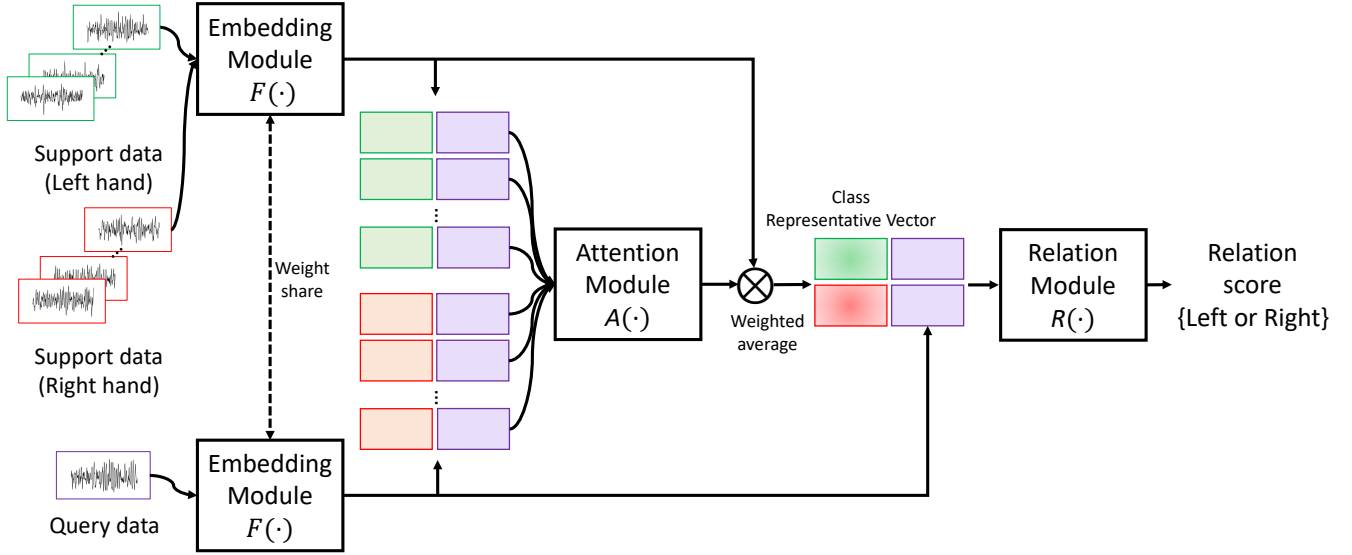 Support data
(Left hand)
Support data
(Right hand)
Query data
Embedding
Module
F(·)
Weight
share
Embedding
Module
F(·)
Attention
Module
A(·)
Weighted
average
Class
Representative Vector
Relation
Module
R(·)
Relation
score
{Left or Right}